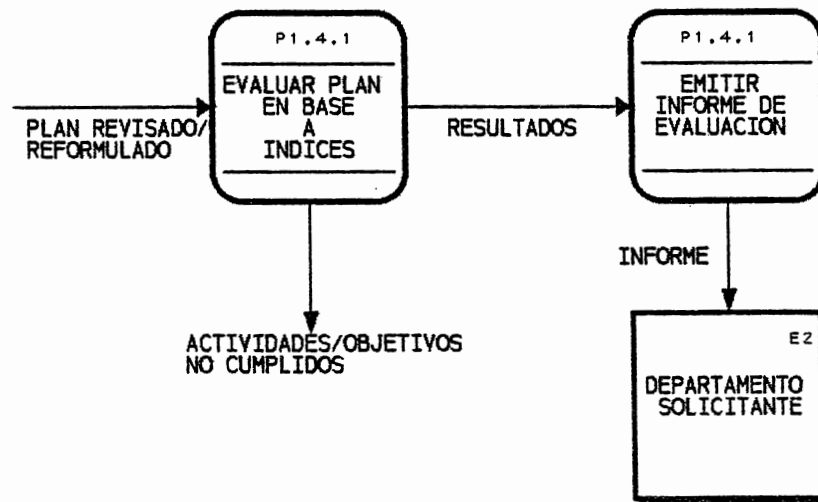 P1.4.1
EVALUAR PLAN
EN BASE
A
INDICES
PLAN REVISADO/
REFORMULADO
RESULTADOS
P1.4.1
EMITIR
INFORME DE
EVALUACION
ACTIVIDADES/OBJETIVOS
NO CUMPLIDOS
INFORME
E2
DEPARTAMENTO
SOLICITANTE